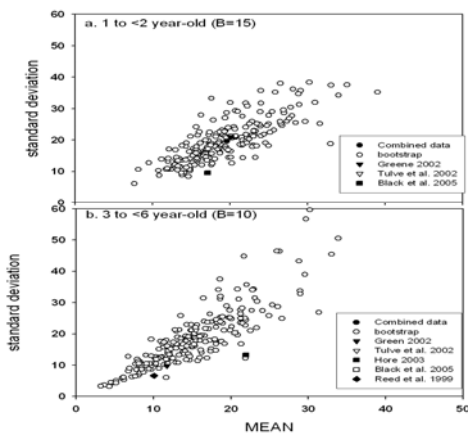 a. 1 to <2 year-old (B=15)
60
50
40
30
20
10
0
standard deviation
Combined data
bootstrap
Greene 2002
Tulve et al. 2002
Black et al. 2005
b. 3 to <6 year-old (B=10)
60
50
40
30
20
10
0
standard deviation
Combined data
bootstrap
Green 2002
Tulve et al. 2002
Hore 2003
Black et al. 2005
Reed et al. 1999
0 10 20 30 40 50
MEAN